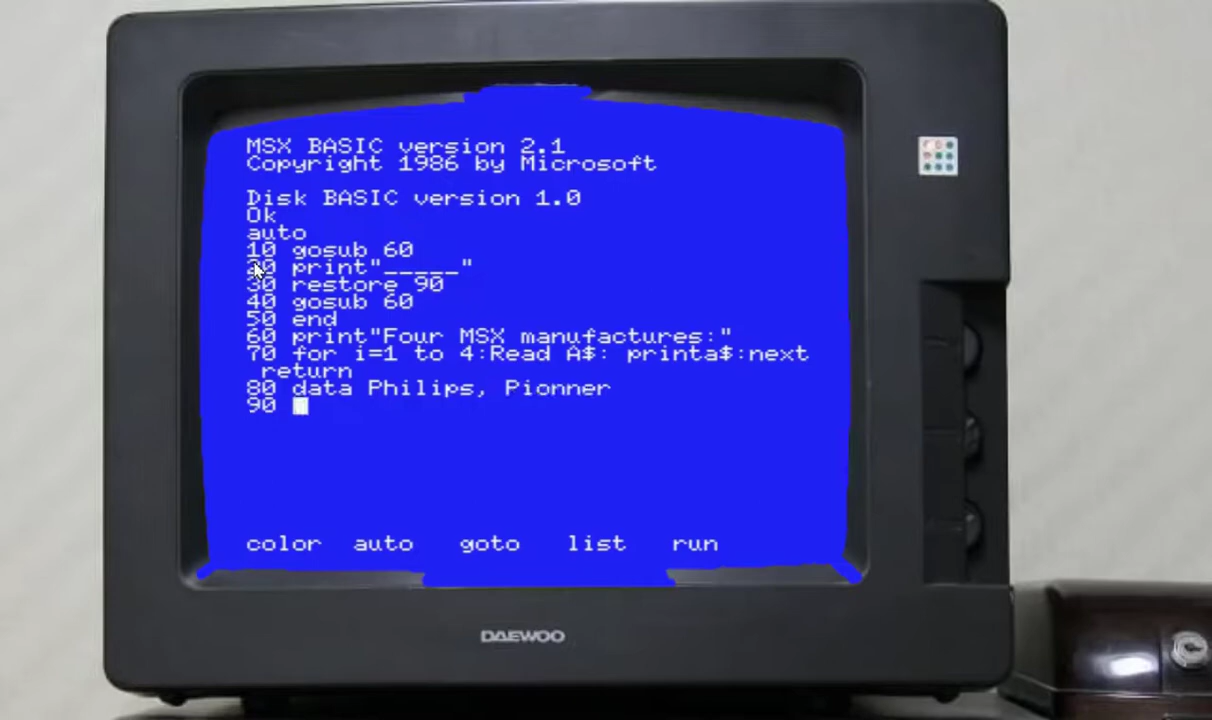 MSX BASIC version 2.1
Copyright 1986 by Microsoft
Disk BASIC version 1.0
Ok
auto
10 gosub 60
20 print"_____"
30 restore 90
40 gosub 60
50 end
60 print"Four MSX manufactures:"
70 for i=1 to 4:Read A$: printa$:next
return
80 data Philips, Pionner
90
color auto goto list run
DAEWOO